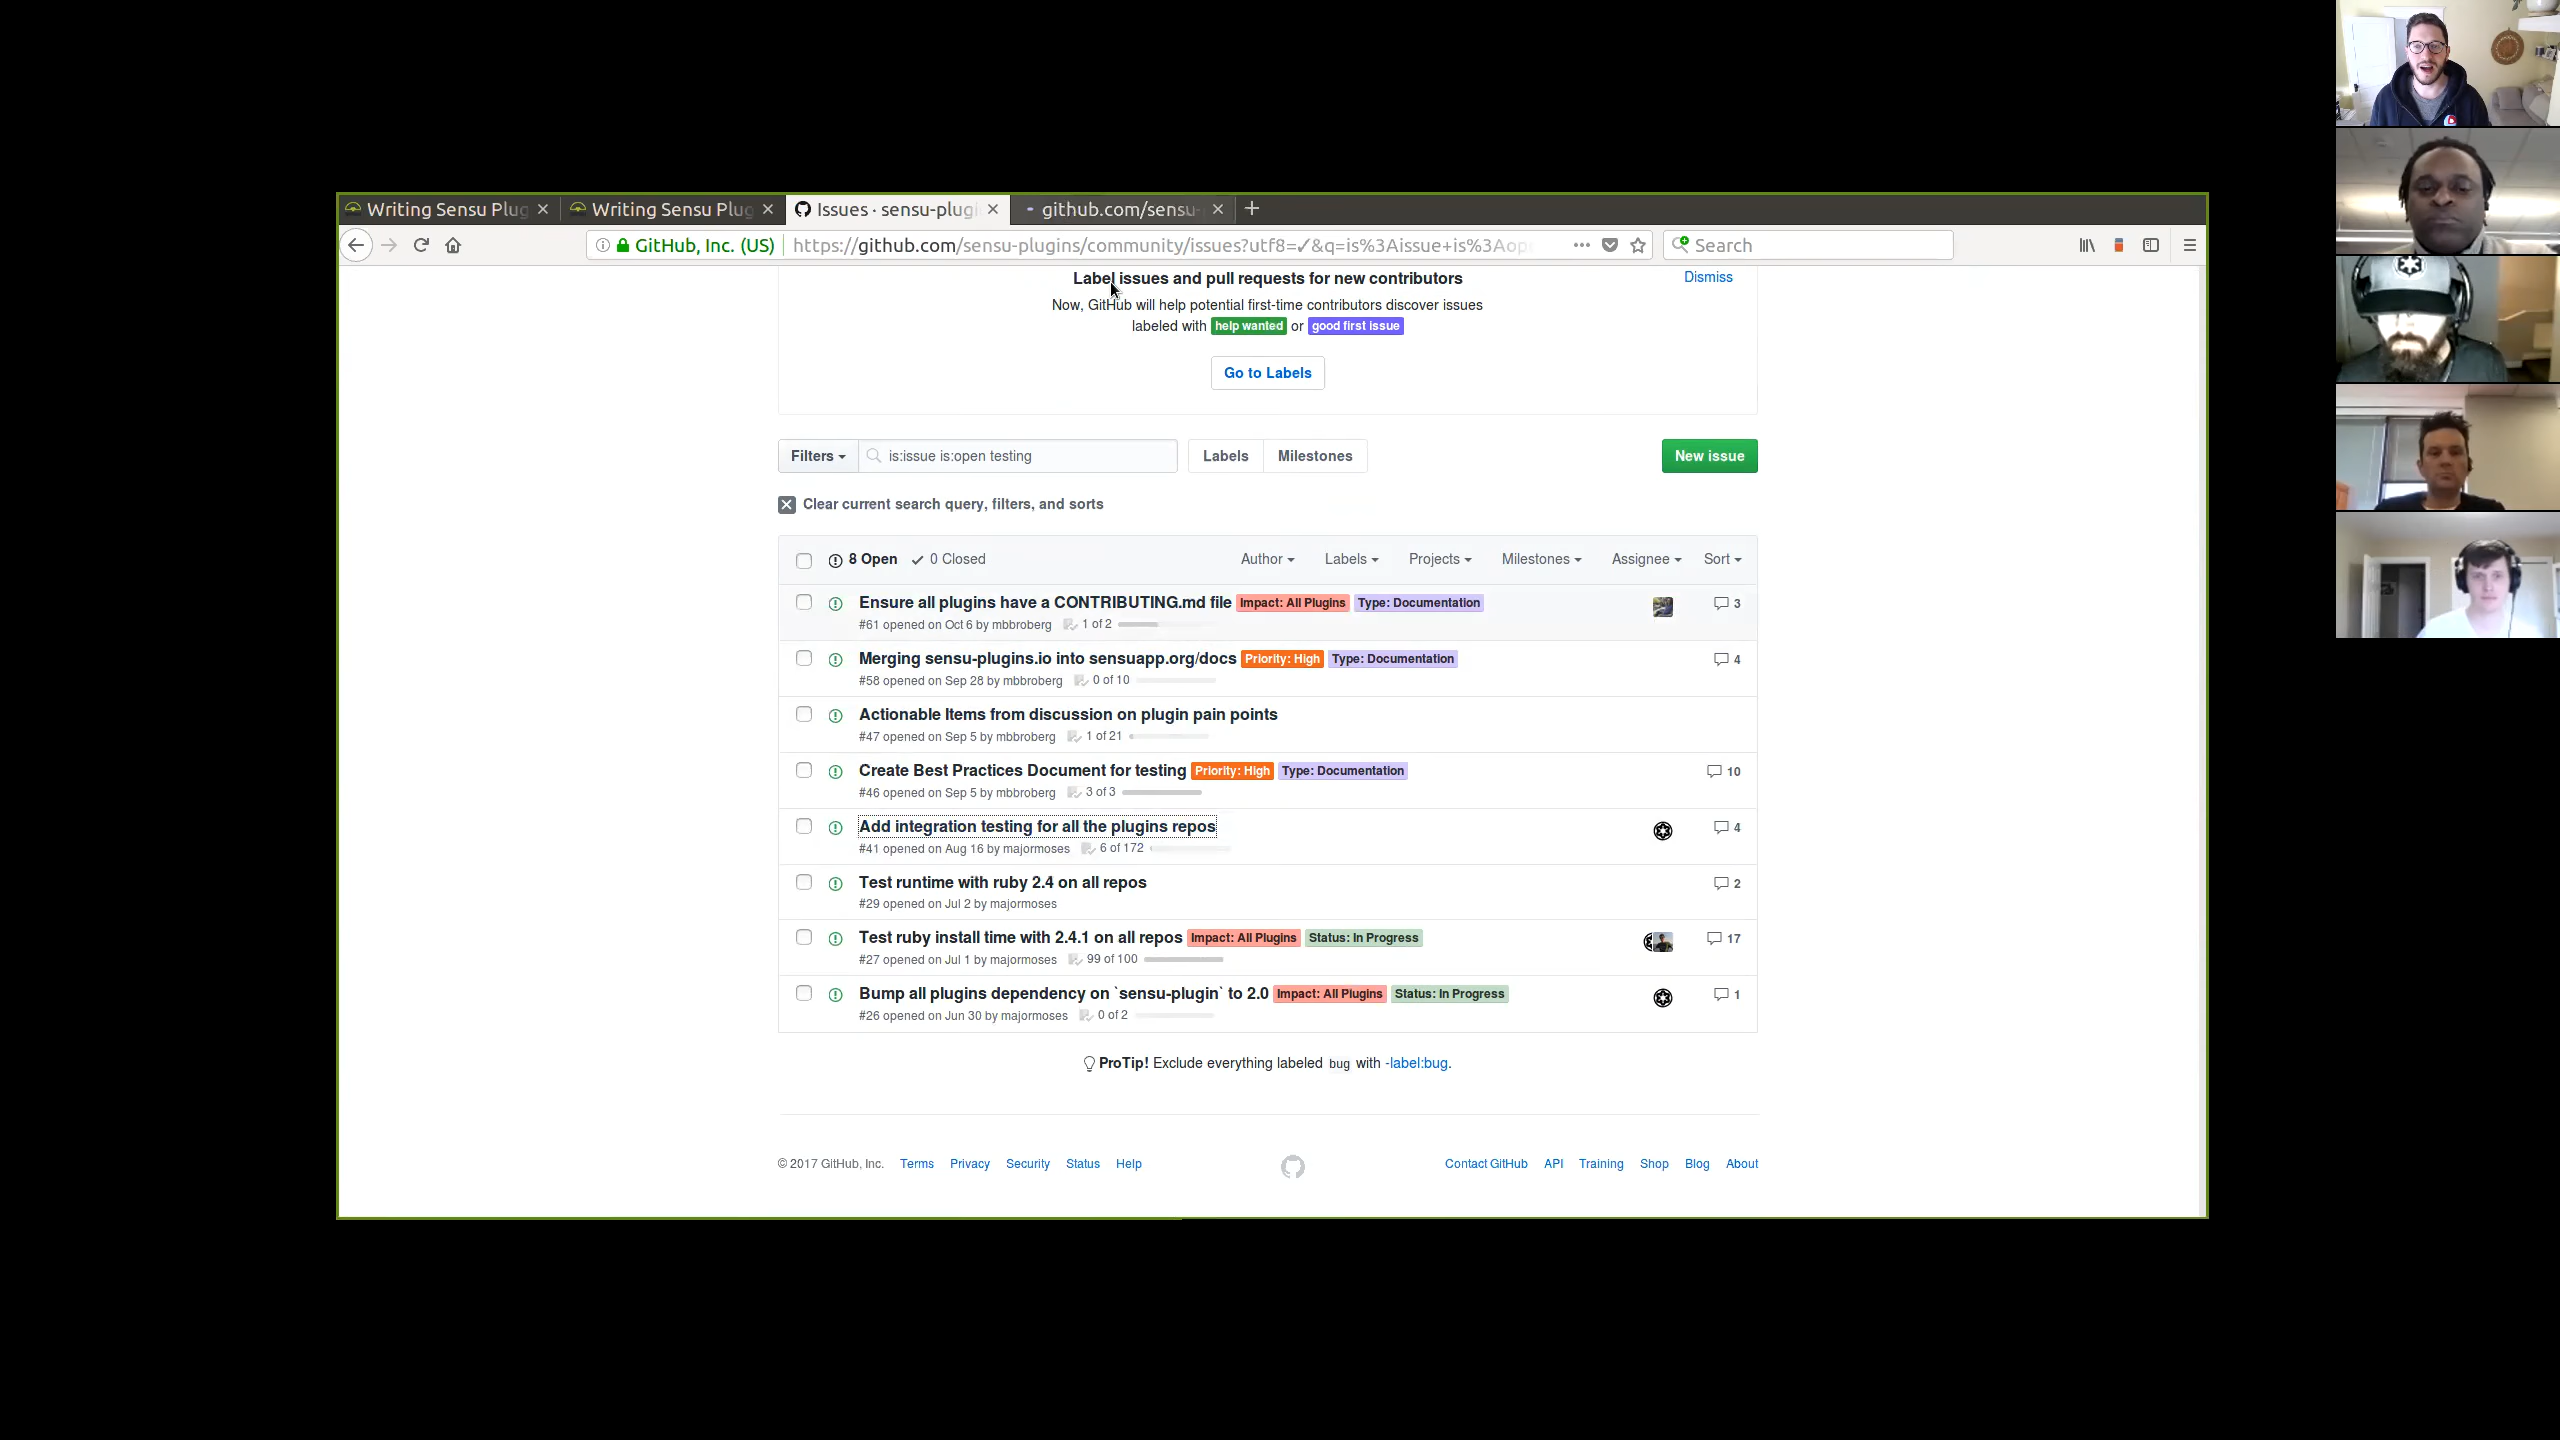 Writing Sensu Plug
Writing Sensu Plug
Issues · sensu-plugi
github.com/sensu-
GitHub, Inc. (US)
https://github.com/sensu-plugins/community/issues?utf8=✓&q=is%3Aissue+is%3Aop
Search
Label issues and pull requests for new contributors
Dismiss
Now, GitHub will help potential first-time contributors discover issues
labeled with help wanted or good first issue
Go to Labels
Filters
is:issue is:open testing
Labels
Milestones
New issue
Clear current search query, filters, and sorts
8 Open
0 Closed
Author
Labels
Projects
Milestones
Assignee
Sort
Ensure all plugins have a CONTRIBUTING.md file Impact: All Plugins Type: Documentation
3
#61 opened on Oct 6 by mbbroberg 1 of 2
Merging sensu-plugins.io into sensuapp.org/docs Priority: High Type: Documentation
4
#58 opened on Sep 28 by mbbroberg 0 of 10
Actionable Items from discussion on plugin pain points
#47 opened on Sep 5 by mbbroberg 1 of 21
Create Best Practices Document for testing Priority: High Type: Documentation
10
#46 opened on Sep 5 by mbbroberg 3 of 3
Add integration testing for all the plugins repos
4
#41 opened on Aug 16 by majormoses 6 of 172
Test runtime with ruby 2.4 on all repos
2
#29 opened on Jul 2 by majormoses
Test ruby install time with 2.4.1 on all repos Impact: All Plugins Status: In Progress
17
#27 opened on Jul 1 by majormoses 99 of 100
Bump all plugins dependency on `sensu-plugin` to 2.0 Impact: All Plugins Status: In Progress
1
#26 opened on Jun 30 by majormoses 0 of 2
ProTip! Exclude everything labeled bug with -label:bug.
© 2017 GitHub, Inc. Terms Privacy Security Status Help
Contact GitHub API Training Shop Blog About